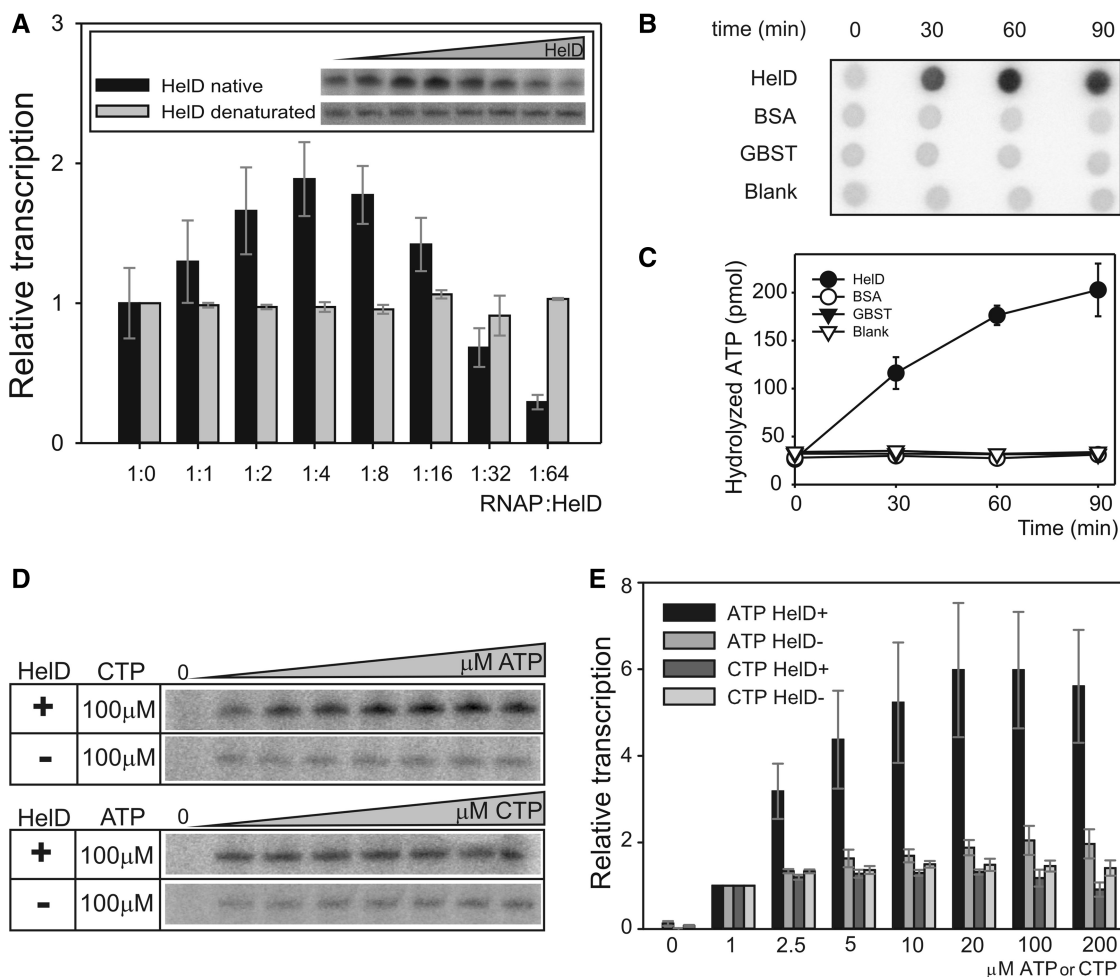 A
3
2
1
0
Relative transcription
HelD native
HelD denaturated
HelD
1:0 1:1 1:2 1:4 1:8 1:16 1:32 1:64
RNAP:HelD
B
time (min) 0 30 60 90
HelD
BSA
GBST
Blank
C
Hydrolyzed ATP (pmol)
200
150
100
50
0
HelD
BSA
GBST
Blank
0 30 60 90
Time (min)
D
HelD CTP 0 μM ATP
+ 100μM
- 100μM
HelD ATP 0 μM CTP
+ 100μM
- 100μM
E
8
6
4
2
0
Relative transcription
ATP HelD+
ATP HelD-
CTP HelD+
CTP HelD-
0 1 2.5 5 10 20 100 200
μM ATP or CTP